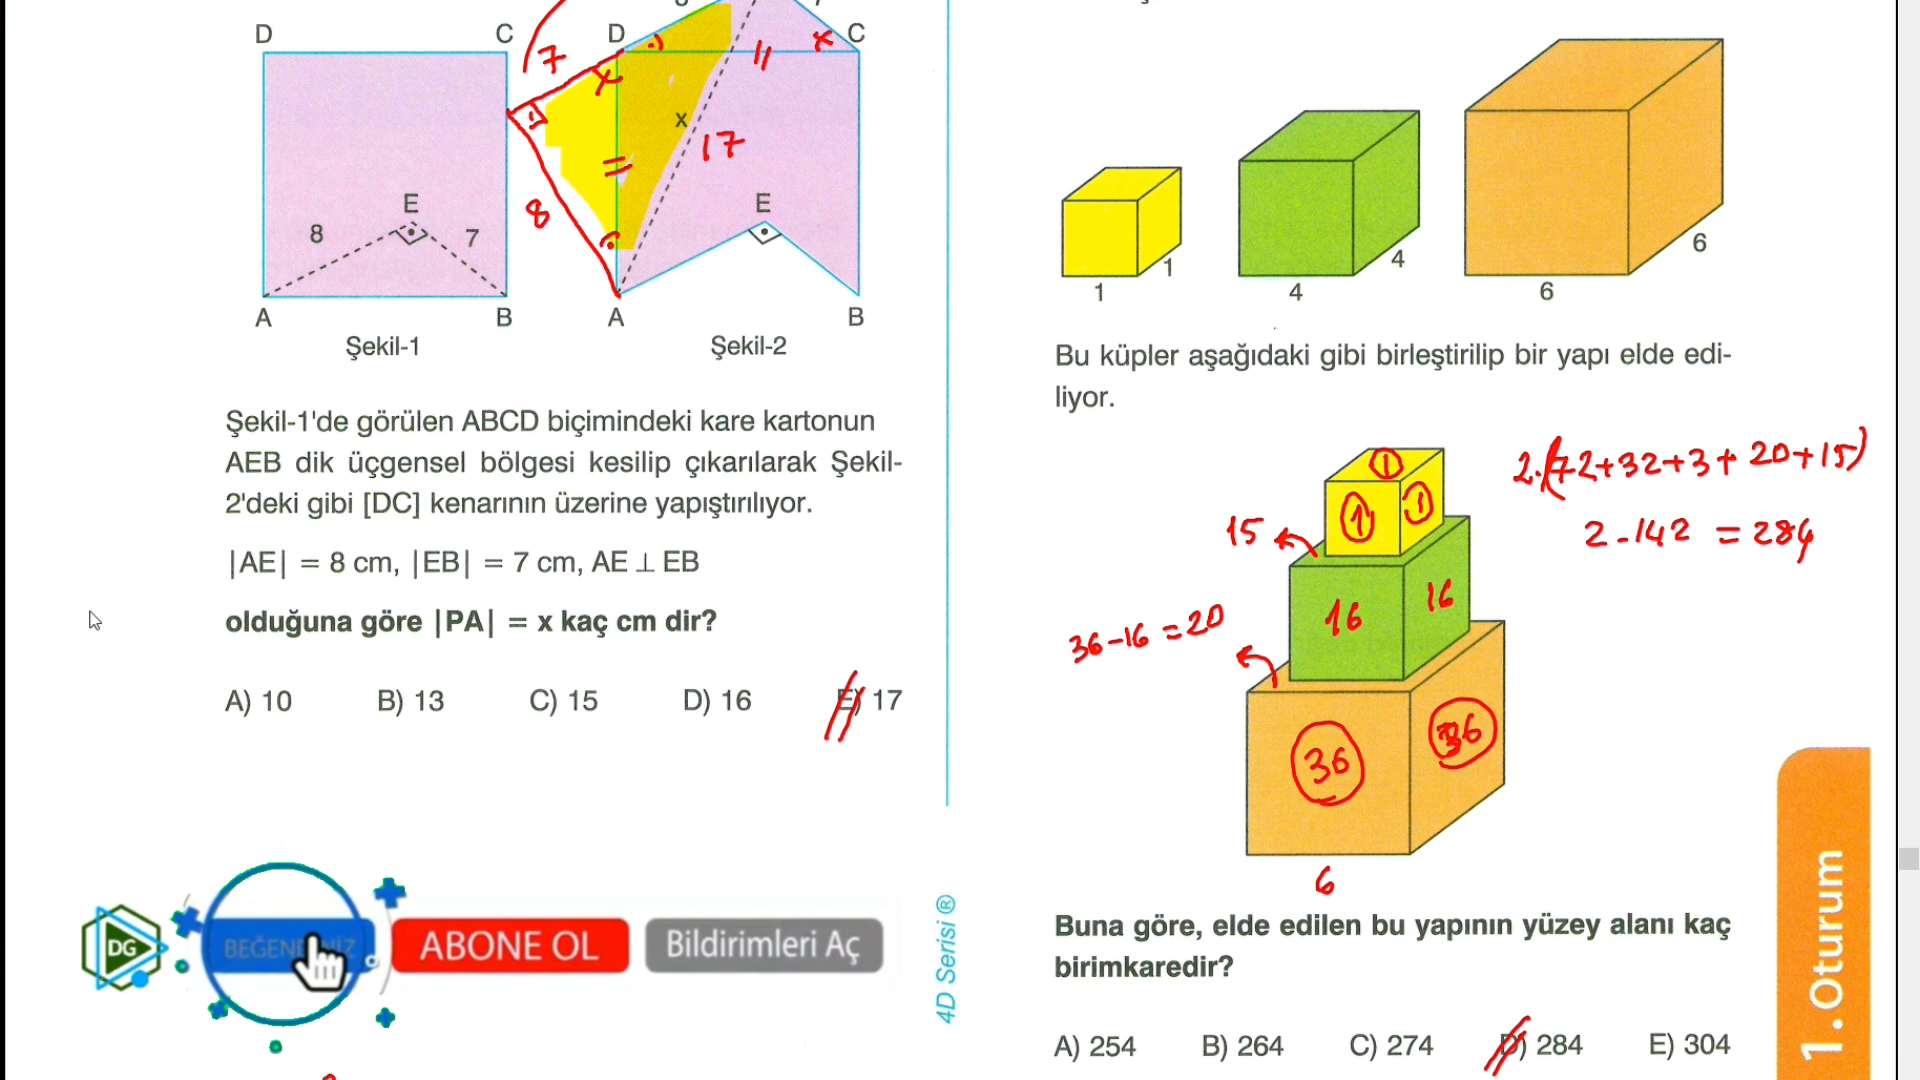 D
C
A
B
E
8
7
Şekil-1
7
D
C
x
x
11
x
17
=
8
E
A
B
Şekil-2
Şekil-1'de görülen ABCD biçimindeki kare kartonun
AEB dik üçgensel bölgesi kesilip çıkarılarak Şekil-
2'deki gibi [DC] kenarının üzerine yapıştırılıyor.
|AE| = 8 cm, |EB| = 7 cm, AE ⊥ EB
olduğuna göre |PA| = x kaç cm dir?
A) 10 B) 13 C) 15 D) 16 E) 17
DG
BEĞENDİNİZ
ABONE OL
Bildirimleri Aç
4D Serisi ®
1
1
4
4
6
6
Bu küpler aşağıdaki gibi birleştirilip bir yapı elde edi-
liyor.
2.(72+32+3+20+15)
2.142 = 284
1
1
1
15
16
16
36-16=20
36
36
6
Buna göre, elde edilen bu yapının yüzey alanı kaç
birimkaredir?
A) 254 B) 264 C) 274 D) 284 E) 304
1. Oturum